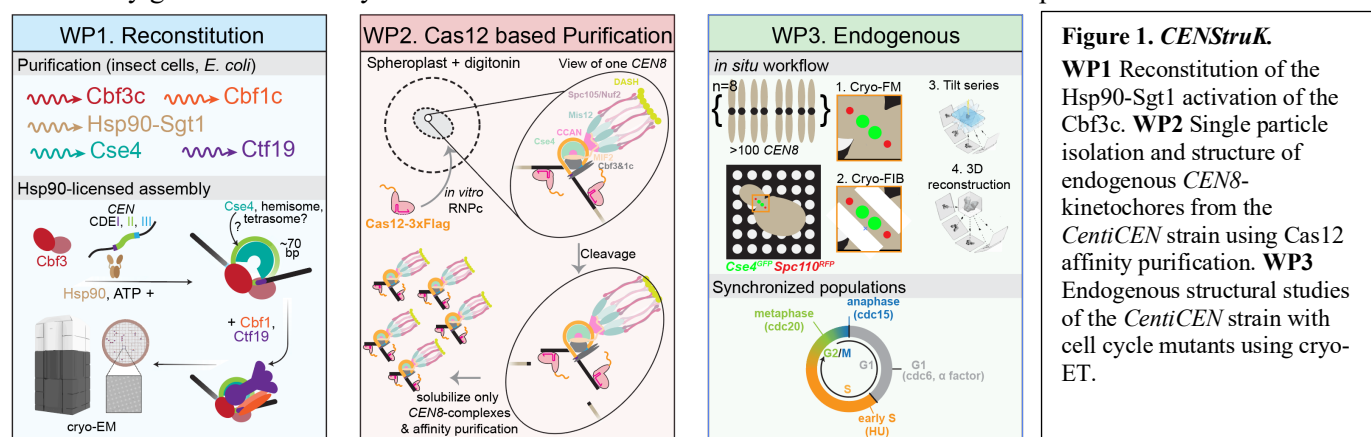 WP1. Reconstitution
Purification (insect cells, E. coli)
Cbf3c Cbf1c
Hsp90-Sgt1
Cse4 Ctf19
Hsp90-licensed assembly
CEN
CDEI, II, III
Cbf3
Hsp90, ATP +
Cse4, hemisome,
tetrasome?
?
~70
bp
+ Cbf1,
Ctf19
cryo-EM
WP2. Cas12 based Purification
Spheroplast + digitonin
View of one CEN8
DASH
Spc105/Nuf2
Mis12
CCAN
Cse4
MIF2
Cbf3&1c
in vitro
RNPc
Cas12-3xFlag
Cleavage
solubilize only
CEN8-complexes
& affinity purification
WP3. Endogenous
in situ workflow
n=8
{ }
>100 CEN8
1. Cryo-FM
2. Cryo-FIB
3. Tilt series
4. 3D
reconstruction
Cse4GFP Spc110RFP
Synchronized populations
metaphase
(cdc20)
anaphase
(cdc15)
G2/M
G1
S
G1
(cdc6, α factor)
early S
(HU)
Figure 1. CENStruK.
WP1 Reconstitution of the
Hsp90-Sgt1 activation of the
Cbf3c. WP2 Single particle
isolation and structure of
endogenous CEN8-
kinetochores from the
CentiCEN strain using Cas12
affinity purification. WP3
Endogenous structural studies
of the CentiCEN strain with
cell cycle mutants using cryo-
ET.